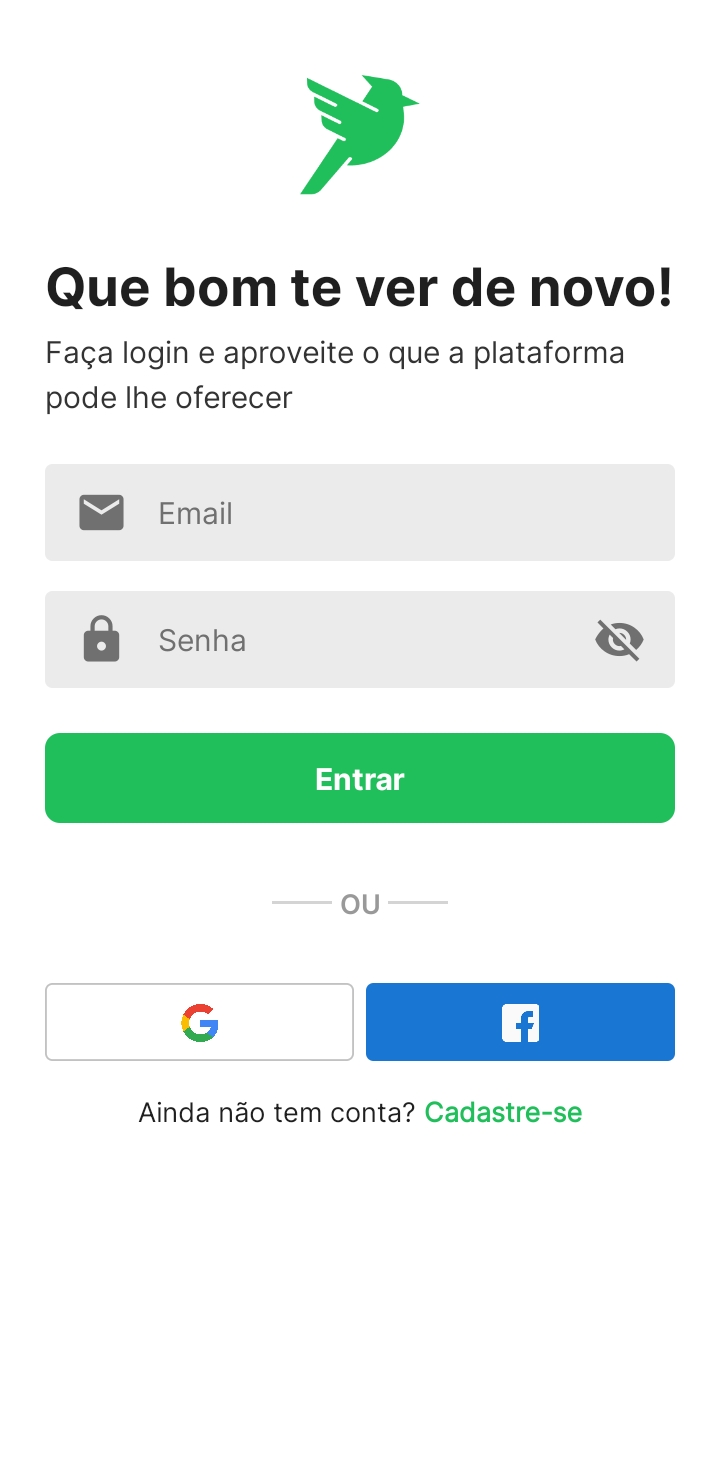 Que bom te ver de novo!
Faça login e aproveite o que a plataforma
pode lhe oferecer
Email
Senha
Entrar
OU
Ainda não tem conta? Cadastre-se